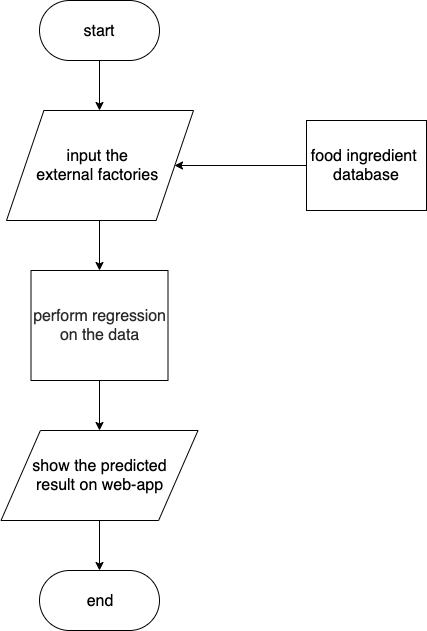 start
input the
external factories
food ingredient
database
perform regression
on the data
show the predicted
result on web-app
end